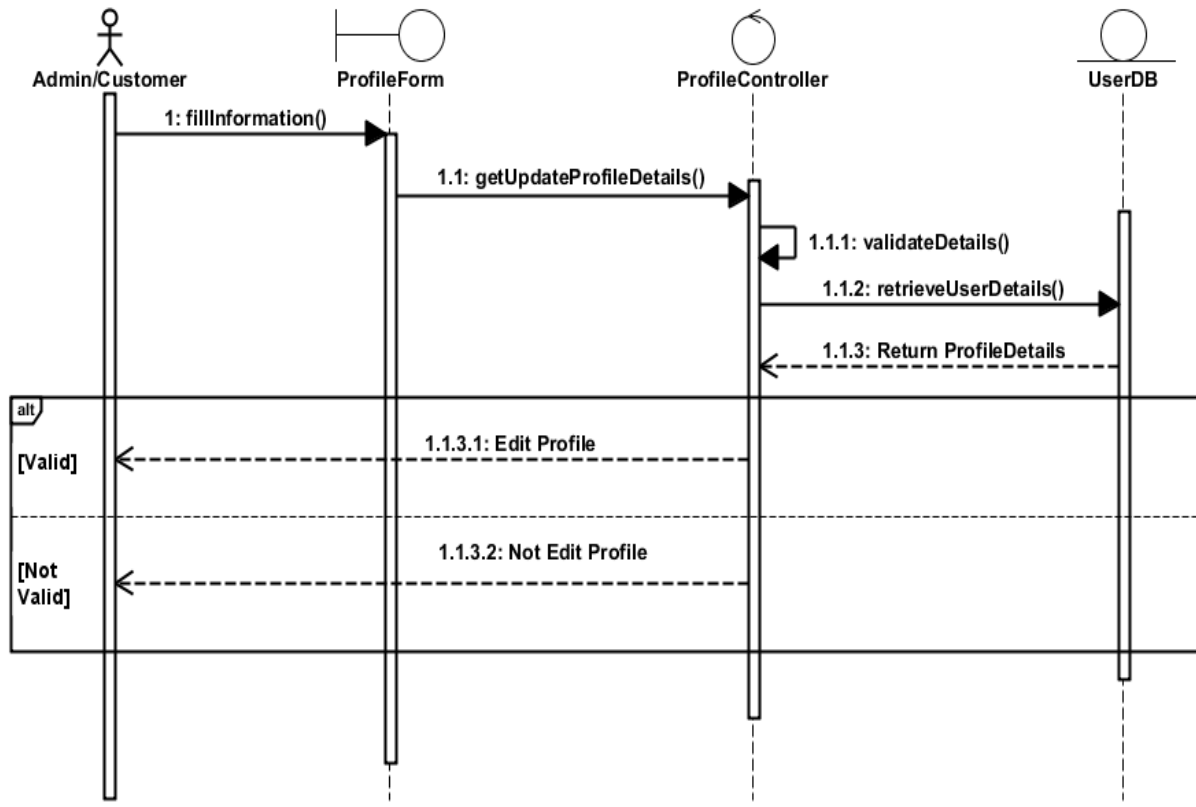 Admin/Customer
ProfileForm
ProfileController
UserDB
1: fillInformation()
1.1: getUpdateProfileDetails()
1.1.1: validateDetails()
1.1.2: retrieveUserDetails()
1.1.3: Return ProfileDetails
alt
1.1.3.1: Edit Profile
[Valid]
1.1.3.2: Not Edit Profile
[Not
Valid]